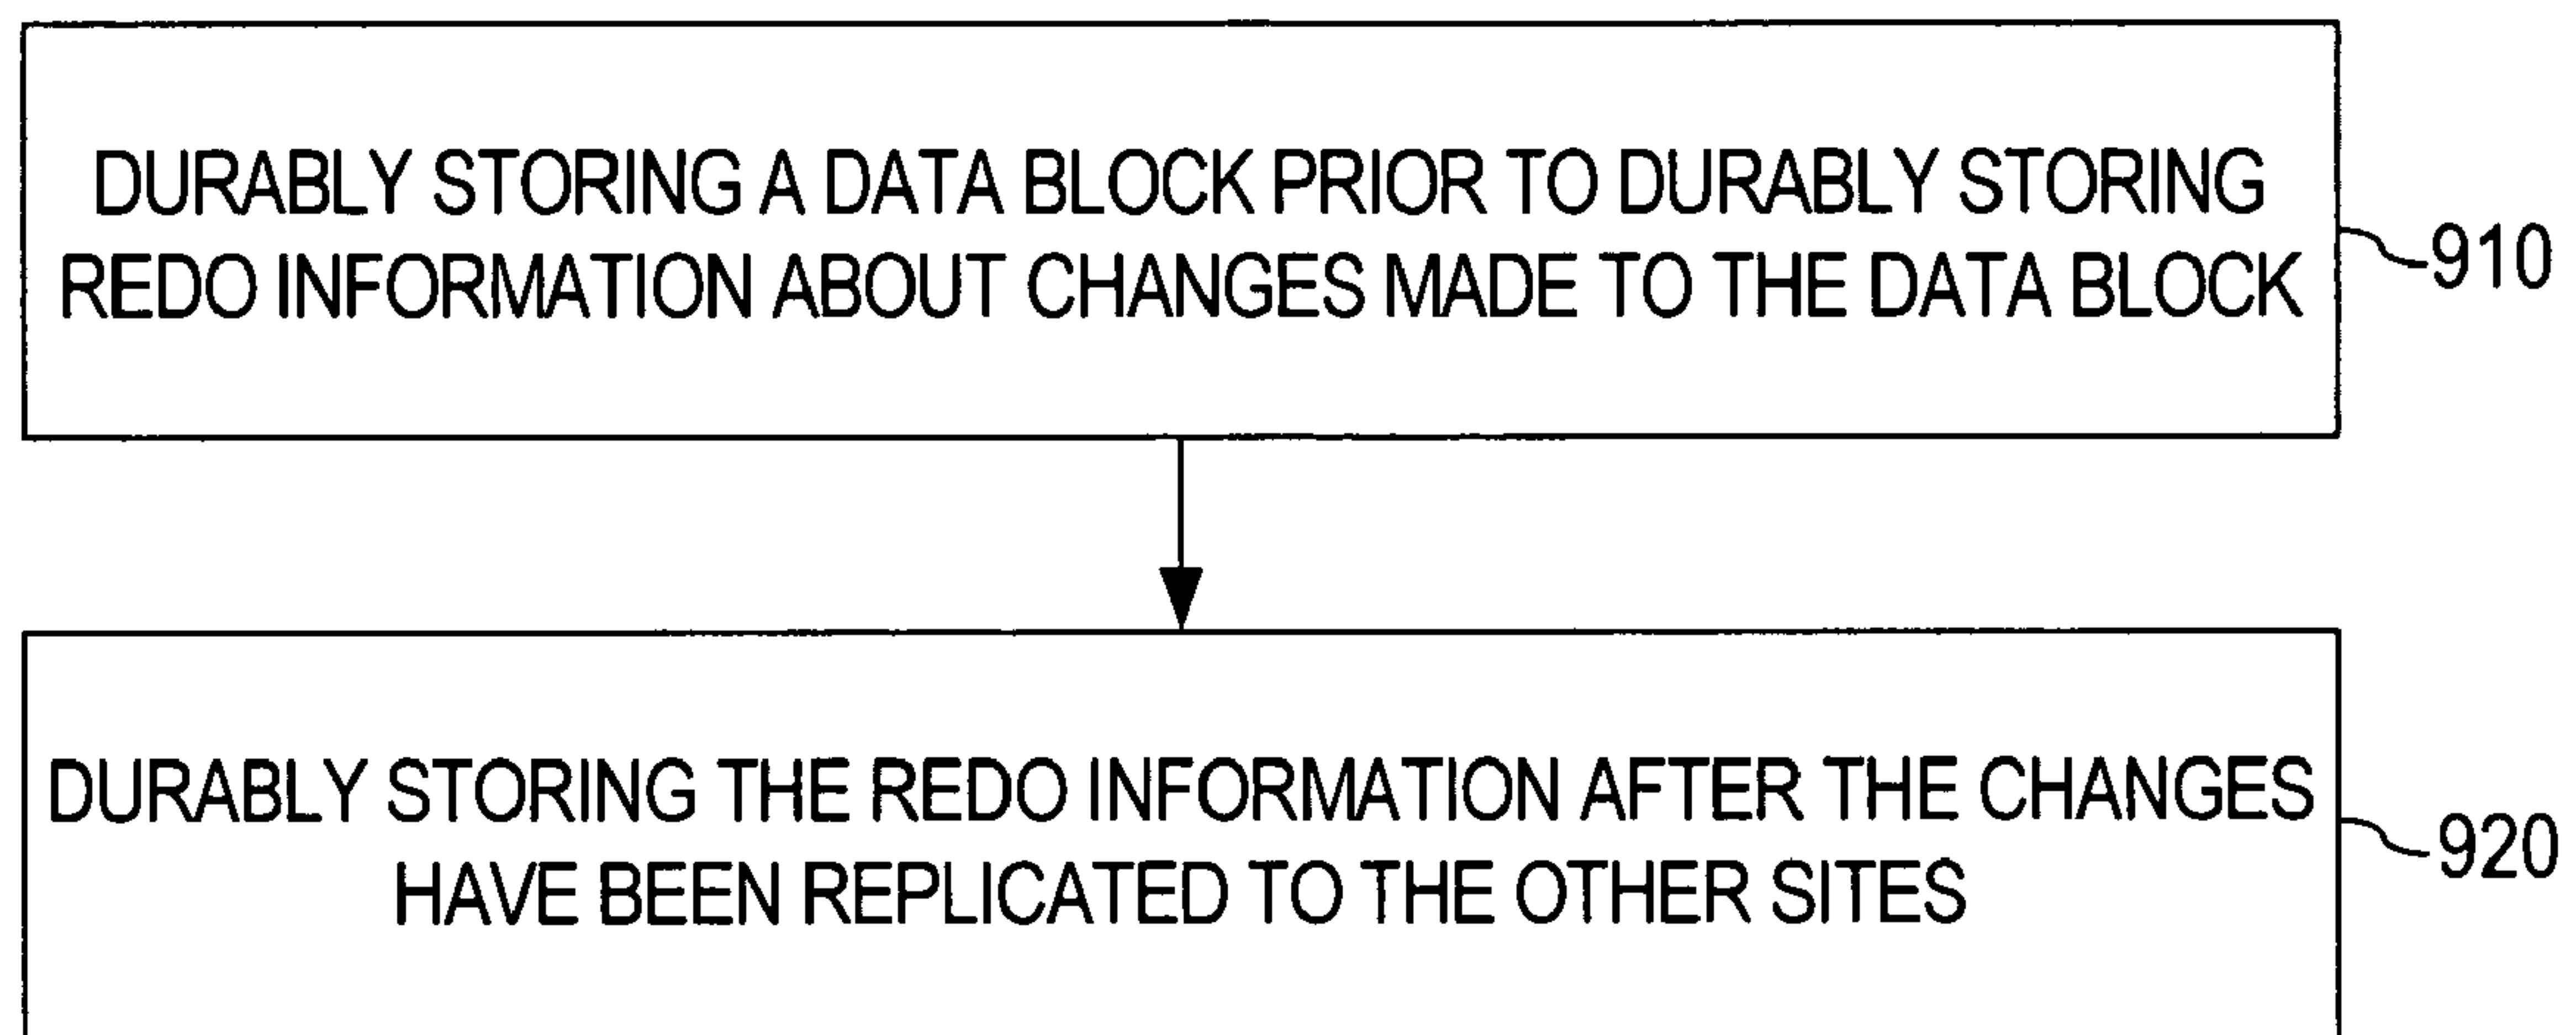 DURABLY STORING A DATA BLOCK PRIOR TO DURABLY STORING
REDO INFORMATION ABOUT CHANGES MADE TO THE DATA BLOCK
910
DURABLY STORING THE REDO INFORMATION AFTER THE CHANGES
HAVE BEEN REPLICATED TO THE OTHER SITES
920